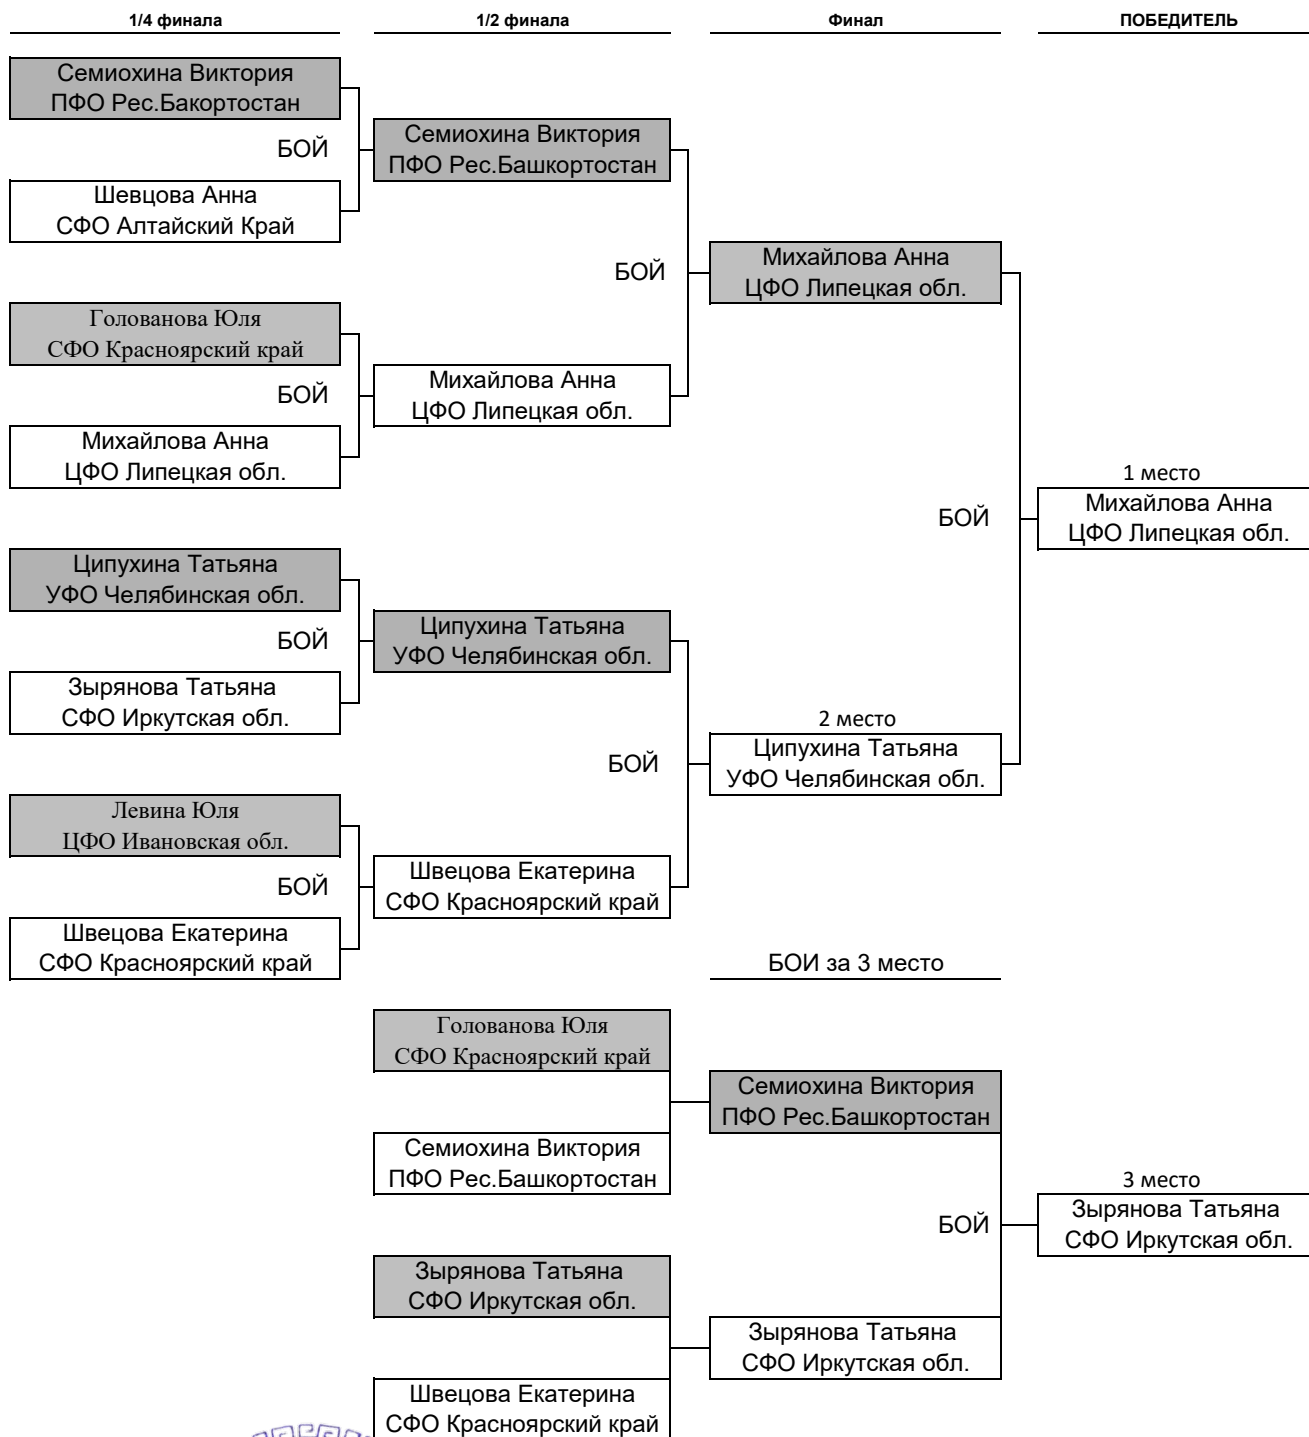 1/4 финала
1/2 финала
Финал
ПОБЕДИТЕЛЬ
Семиохина Виктория
ПФО Рес.Бакортостан
БОЙ
Шевцова Анна
СФО Алтайский Край
Голованова Юля
СФО Красноярский край
БОЙ
Михайлова Анна
ЦФО Липецкая обл.
Ципухина Татьяна
УФО Челябинская обл.
БОЙ
Зырянова Татьяна
СФО Иркутская обл.
Левина Юля
ЦФО Ивановская обл.
БОЙ
Швецова Екатерина
СФО Красноярский край
Семиохина Виктория
ПФО Рес.Башкортостан
БОЙ
Михайлова Анна
ЦФО Липецкая обл.
Ципухина Татьяна
УФО Челябинская обл.
БОЙ
Швецова Екатерина
СФО Красноярский край
Михайлова Анна
ЦФО Липецкая обл.
БОЙ
2 место
Ципухина Татьяна
УФО Челябинская обл.
1 место
Михайлова Анна
ЦФО Липецкая обл.
БОИ за 3 место
Голованова Юля
СФО Красноярский край
Семиохина Виктория
ПФО Рес.Башкортостан
Зырянова Татьяна
СФО Иркутская обл.
Швецова Екатерина
СФО Красноярский край
Семиохина Виктория
ПФО Рес.Башкортостан
БОЙ
Зырянова Татьяна
СФО Иркутская обл.
3 место
Зырянова Татьяна
СФО Иркутская обл.